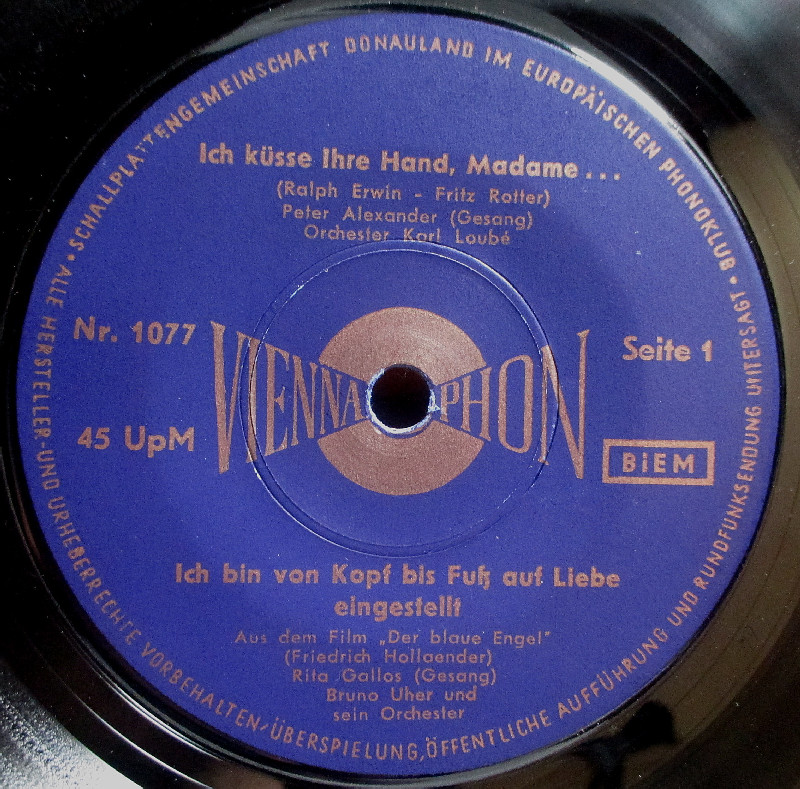 • SCHALLPLATTENGEMEINSCHAFT DONAULAND IM EUROPÄISCHEN PHONOKLUB •
Ich küsse Ihre Hand, Madame...
(Ralph Erwin - Fritz Rotter)
Peter Alexander (Gesang)
Orchester Karl Loubé
Nr. 1077
Seite 1
VIENNAPHON
45 UpM
BiEM
Ich bin von Kopf bis Fuß auf Liebe
eingestellt
Aus dem Film „Der blaue Engel"
(Friedrich Hollaender)
Rita Gallos (Gesang)
Bruno Uher und
sein Orchester
ALLE HERSTELLER-UND URHEBERRECHTE VORBEHALTEN/ÜBERSPIELUNG, ÖFFENTLICHE AUFFÜHRUNG UND RUNDFUNKSENDUNG UNTERSAGT